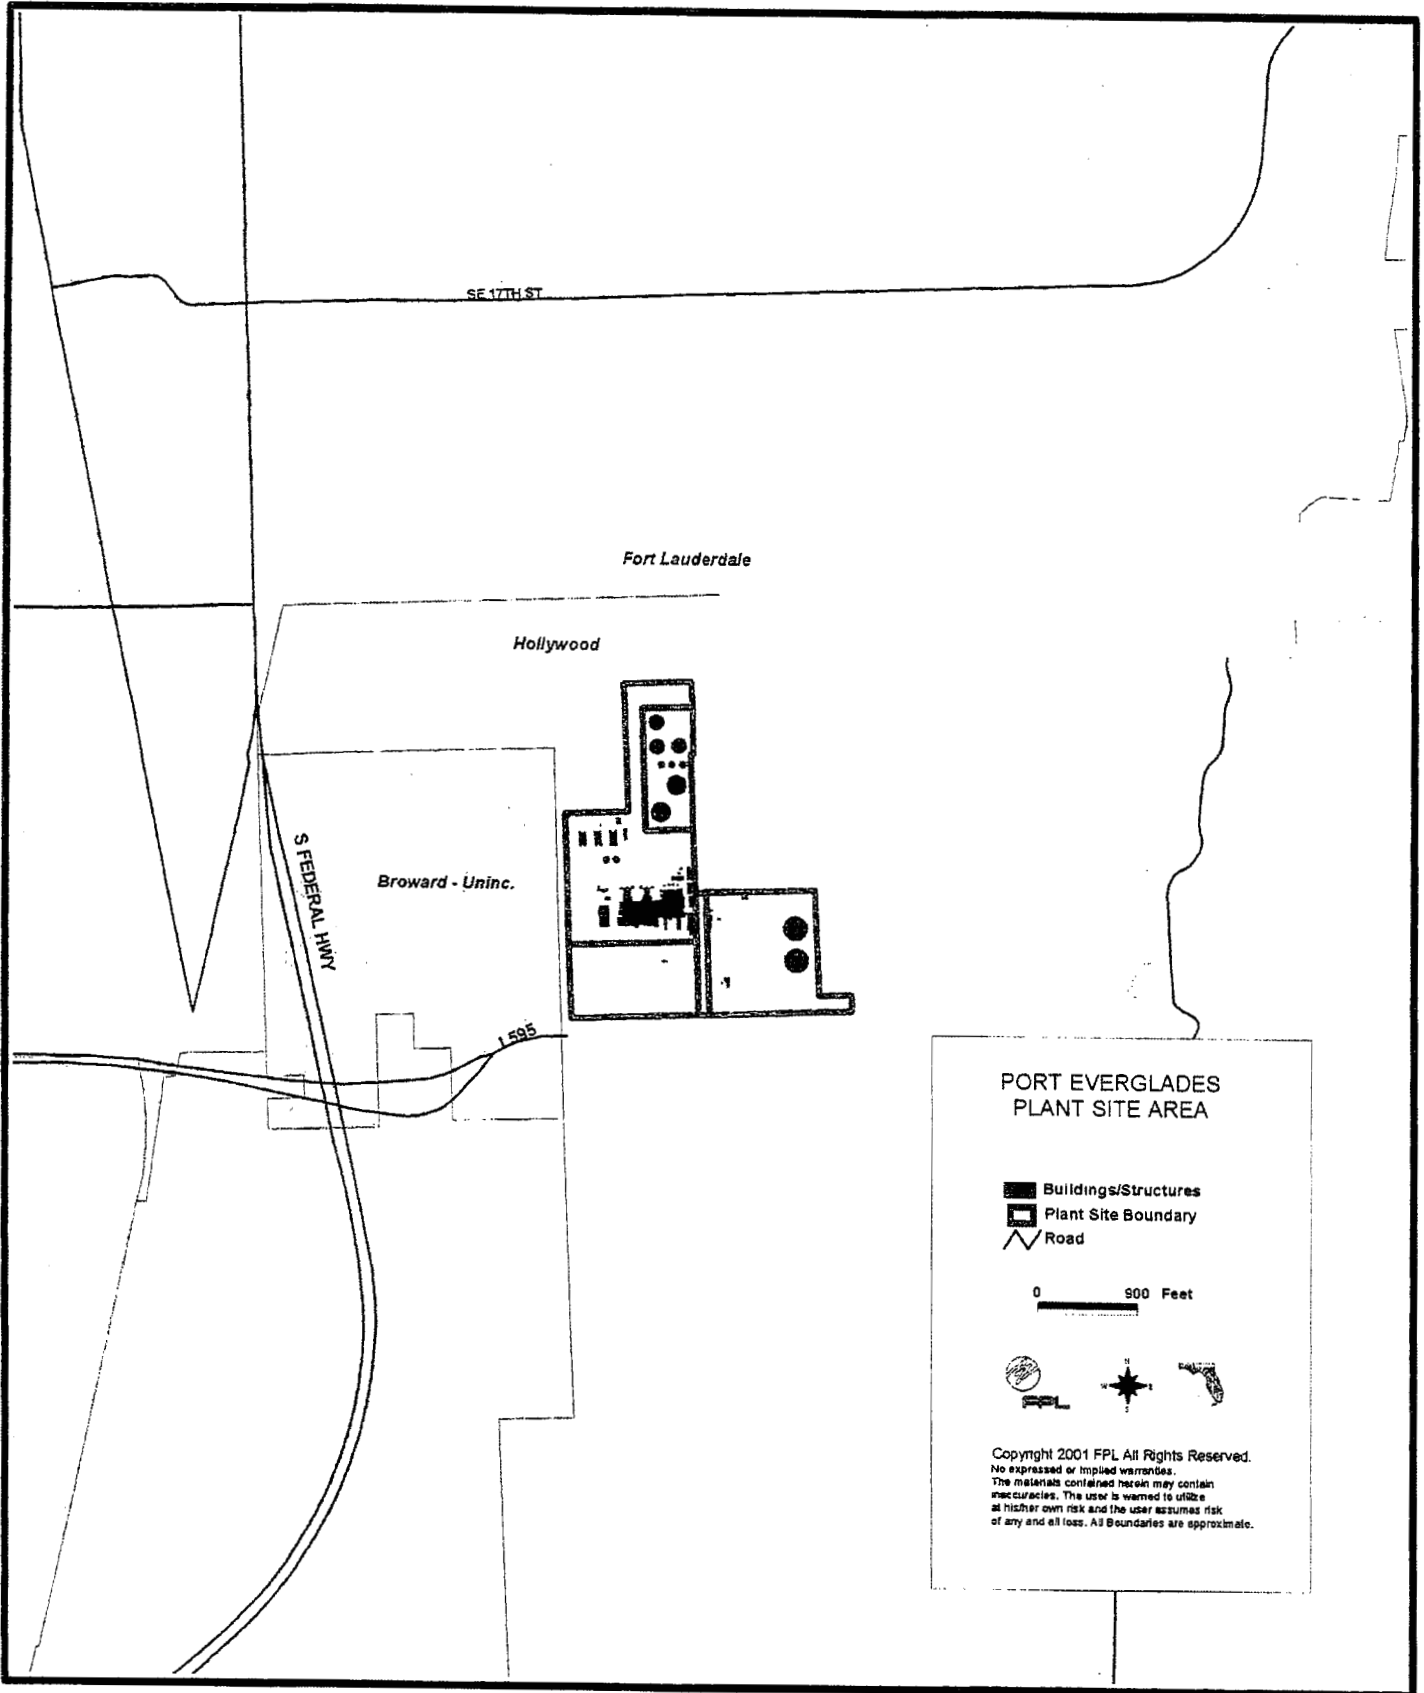 SE 17TH ST
Fort Lauderdale
Hollywood
S FEDERAL HWY
Broward - Uninc.
I 595
PORT EVERGLADES
PLANT SITE AREA
Buildings/Structures
Plant Site Boundary
Road
0 900 Feet
N
W E
S
FPL
Copyright 2001 FPL All Rights Reserved.
No expressed or implied warranties.
The materials contained herein may contain
inaccuracies. The user is warned to utilize
at his/her own risk and the user assumes risk
of any and all loss. All Boundaries are approximate.